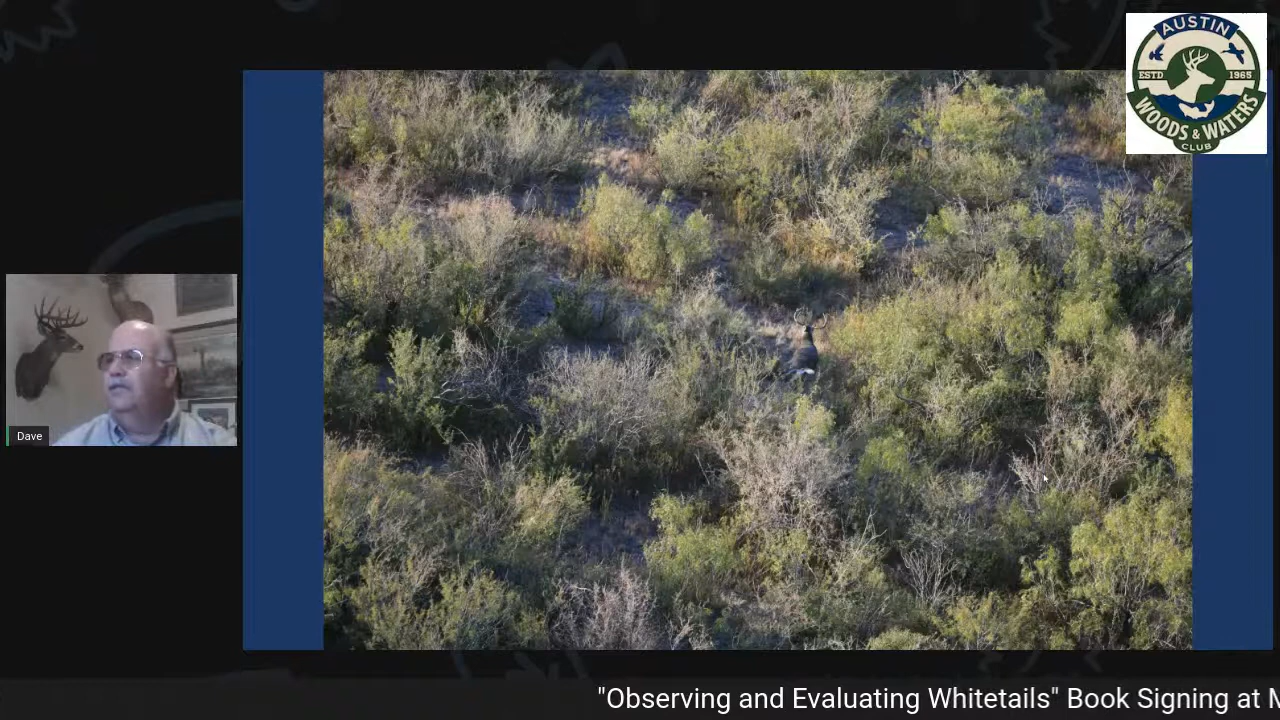 AUSTIN
ESTD 1965
WOODS & WATERS
CLUB
Dave
"Observing and Evaluating Whitetails" Book Signing at M